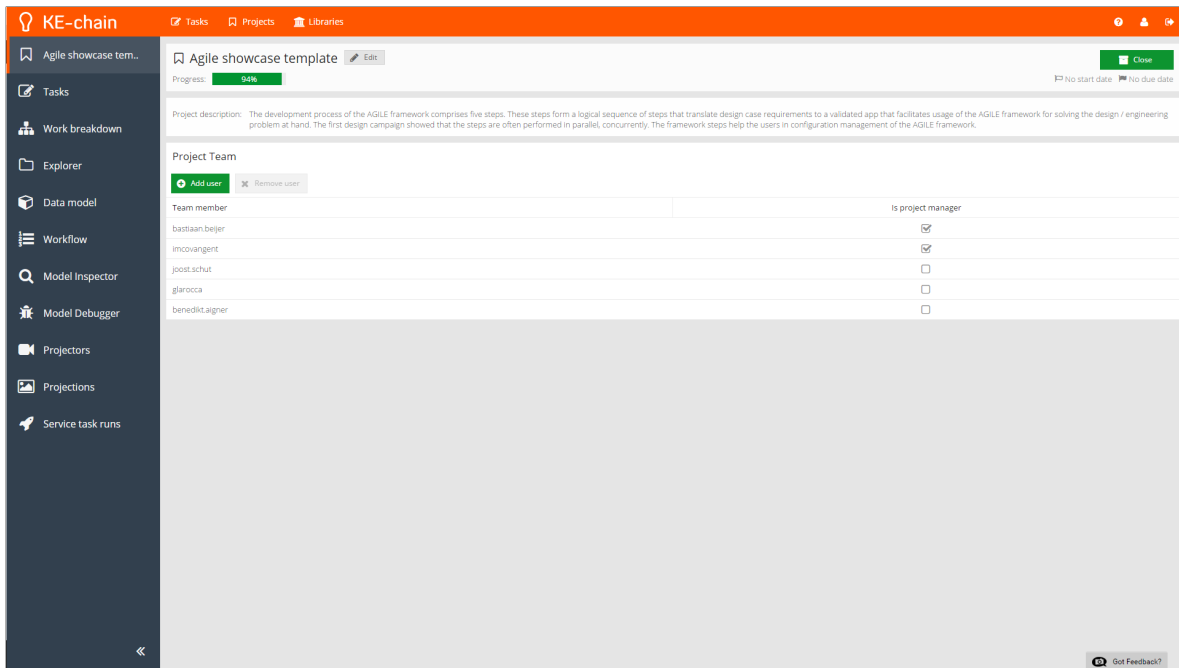 KE-chain
Tasks
Projects
Libraries
Agile showcase tem..
Tasks
Work breakdown
Explorer
Data model
Workflow
Model Inspector
Model Debugger
Projectors
Projections
Service task runs
Agile showcase template
Edit
Close
Progress:
94%
No start date
No due date
Project description: The development process of the AGILE framework comprises five steps. These steps form a logical sequence of steps that translate design case requirements to a validated app that facilitates usage of the AGILE framework for solving the design / engineering
problem at hand. The first design campaign showed that the steps are often performed in parallel, concurrently. The framework steps help the users in configuration management of the AGILE framework.
Project Team
Add user
Remove user
Team member
Is project manager
bastiaan.beijer
imcovangent
joost.schut
glarocca
benedikt.aigner
Got Feedback?